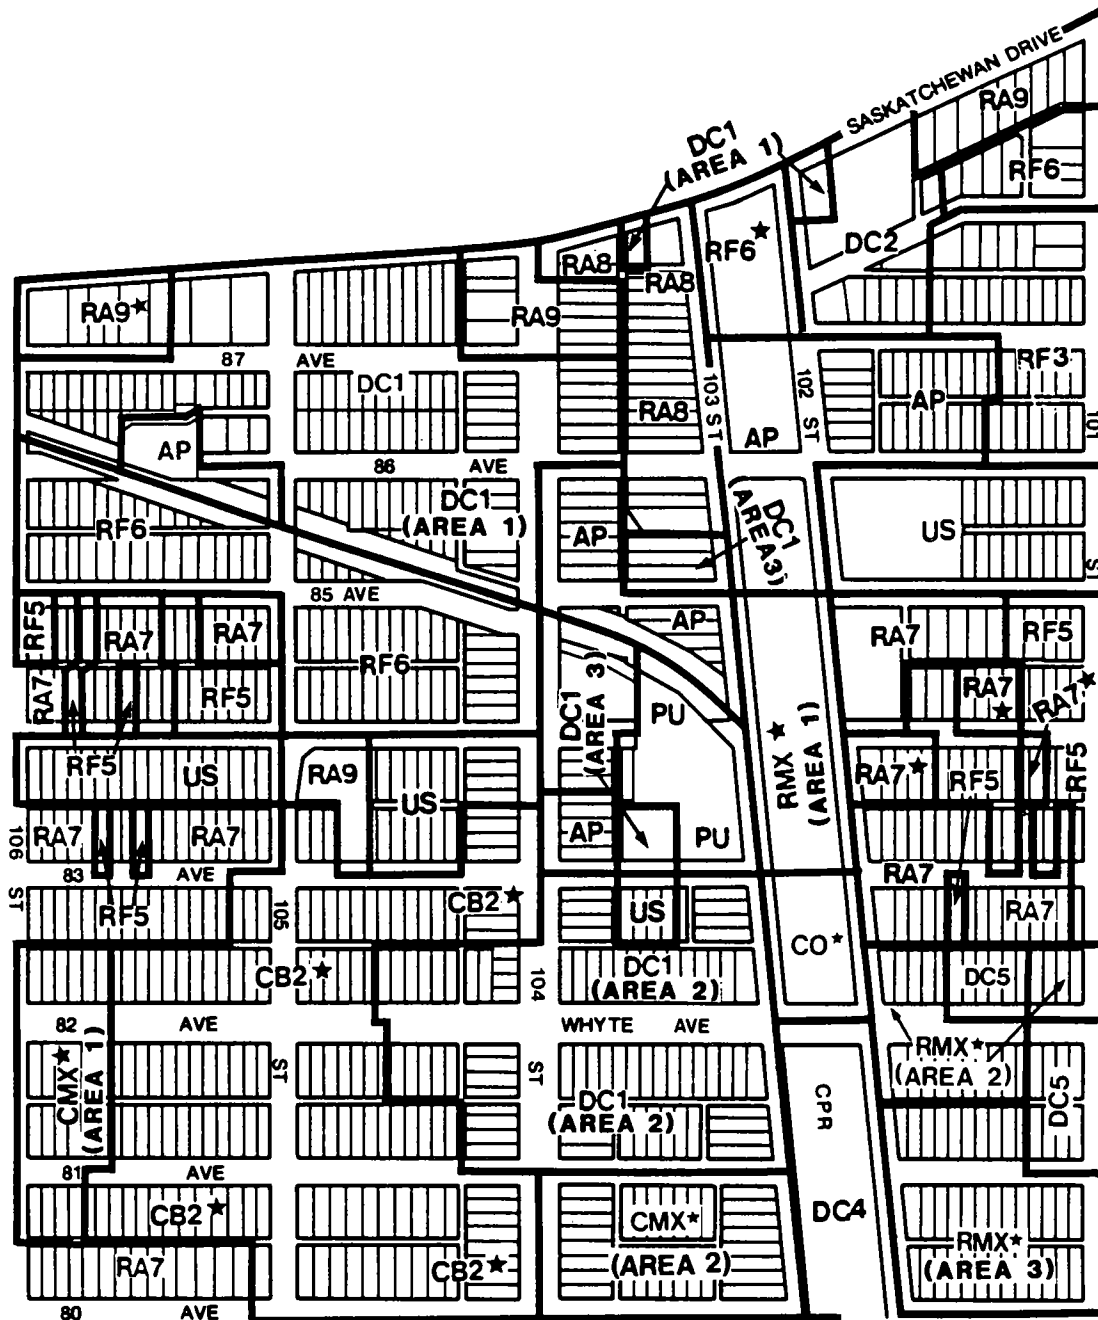 SASKATCHEWAN DRIVE
RA9
DC1
(AREA 1)
RF6
RF6★
DC2
RA8
RA8
RA9★
RA9
87 AVE
RF3
DC1
103 ST
102 ST
AP
RA8
101 ST
AP
AP
86 AVE
DC1
(AREA 1)
DC1
(AREA 3)
RF6
AP
US
85 AVE
RF5
RA7
RA7
AP
RA7
RF5
RF6
RA7
RF5
DC1
(AREA 3)
PU
RA7★
RA7★
RMX★
(AREA 1)
RF5
US
RA9
US
RA7★
RF5
RF5
106 ST
RA7
RA7
AP
PU
83 AVE
RA7
RF5
105 ST
CB2★
US
RA7
CO★
CB2★
104 ST
DC1
(AREA 2)
DC5
82 AVE
WHYTE AVE
CMX★
(AREA 1)
RMX★
(AREA 2)
DC1
(AREA 2)
CPR
DC5
81 AVE
CB2★
CMX★
(AREA 2)
DC4
RA7
CB2★
RMX★
(AREA 3)
80 AVE